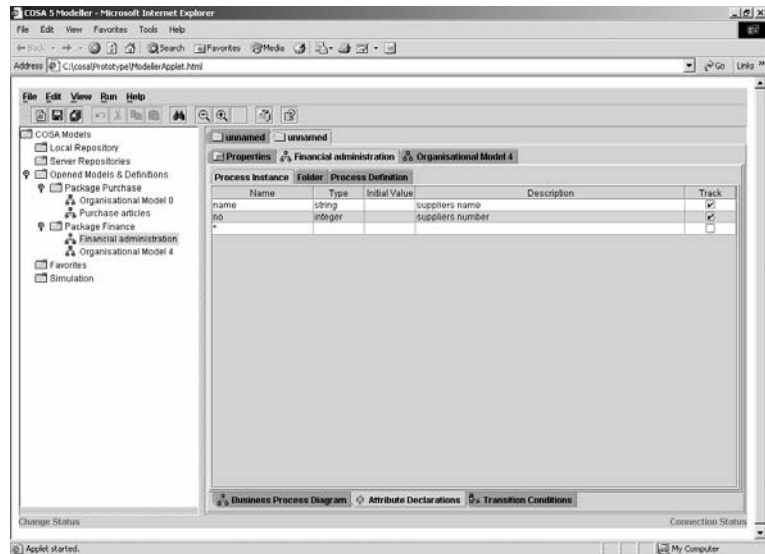 COSA 5 Modeller - Microsoft Internet Explorer
File Edit View Favorites Tools Help
Back Search Favorites Media
Address C:\cosa\Prototype\ModellerApplet.html Go Links »
File Edit View Run Help
COSA Models
Local Repository
Server Repositories
Opened Models & Definitions
Package Purchase
Organisational Model 0
Purchase articles
Package Finance
Financial administration
Organisational Model 4
Favorites
Simulation
unnamed unnamed
Properties Financial administration Organisational Model 4
Process Instance Folder Process Definition
Name Type Initial Value Description Track
name string suppliers name
no integer suppliers number
*
Business Process Diagram Attribute Declarations Transition Conditions
Change Status Connection Status
Applet started. My Computer